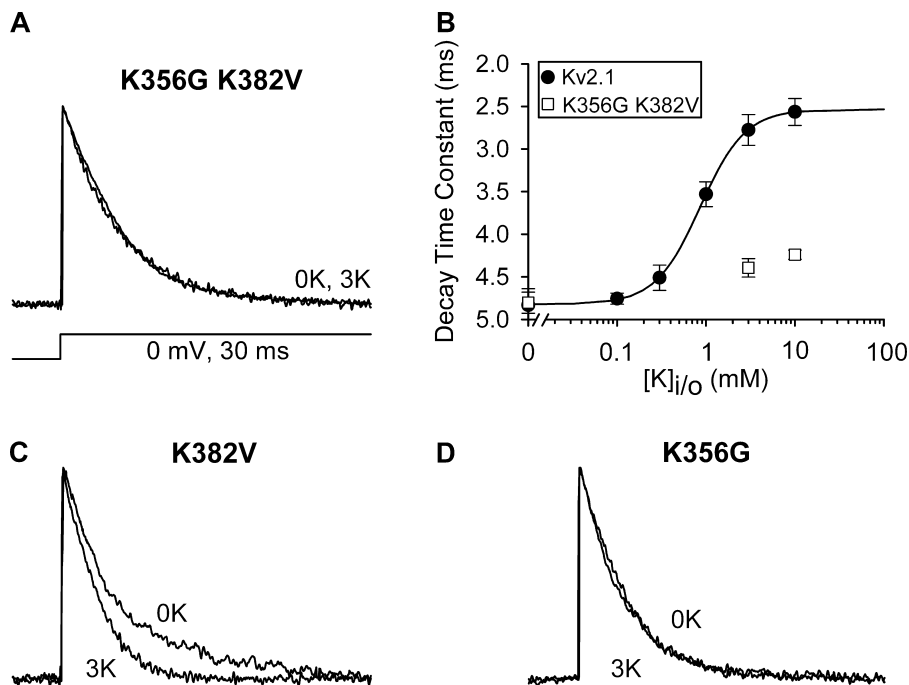 A
K356G K382V
0K, 3K
0 mV, 30 ms
B
Decay Time Constant (ms)
2.0
2.5
3.0
3.5
4.0
4.5
5.0
Kv2.1
K356G K382V
0
0.1
1
10
100
[K]i/o (mM)
C
K382V
0K
3K
D
K356G
0K
3K